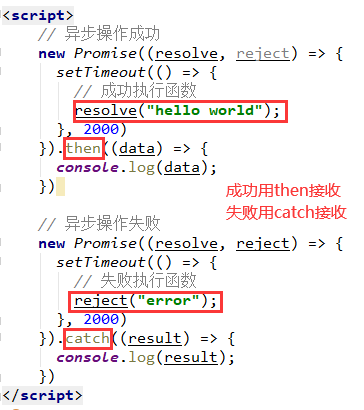 <script>
// 异步操作成功
new Promise((resolve, reject) => {
setTimeout(() => {
// 成功执行函数
resolve("hello world");
}, 2000)
}).then((data) => {
console.log(data);
})
成功用then接收
失败用catch接收
// 异步操作失败
new Promise((resolve, reject) => {
setTimeout(() => {
// 失败执行函数
reject("error");
}, 2000)
}).catch((result) => {
console.log(result);
})
</script>